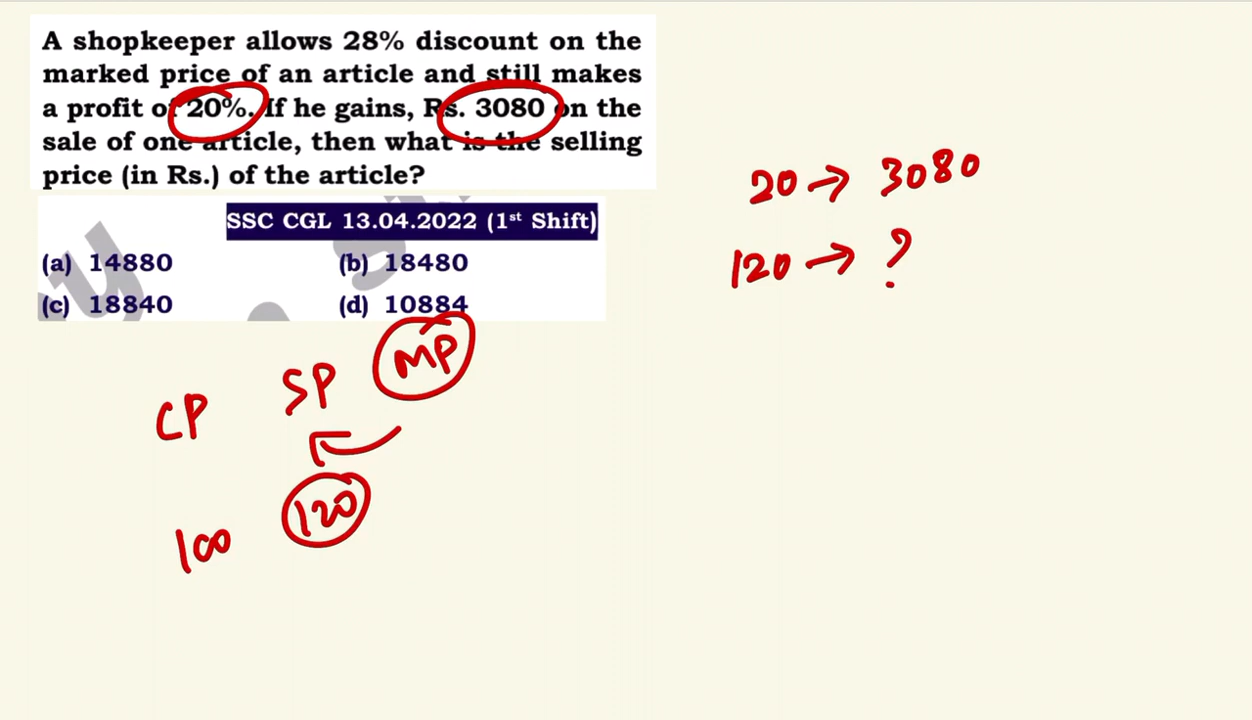 A shopkeeper allows 28% discount on the
marked price of an article and still makes
a profit of 20%. If he gains, Rs. 3080 on the
sale of one article, then what is the selling
price (in Rs.) of the article?
SSC CGL 13.04.2022 (1st Shift)
(a) 14880 (b) 18480
(c) 18840 (d) 10884
20 → 3080
120 → ?
CP SP MP
100 120